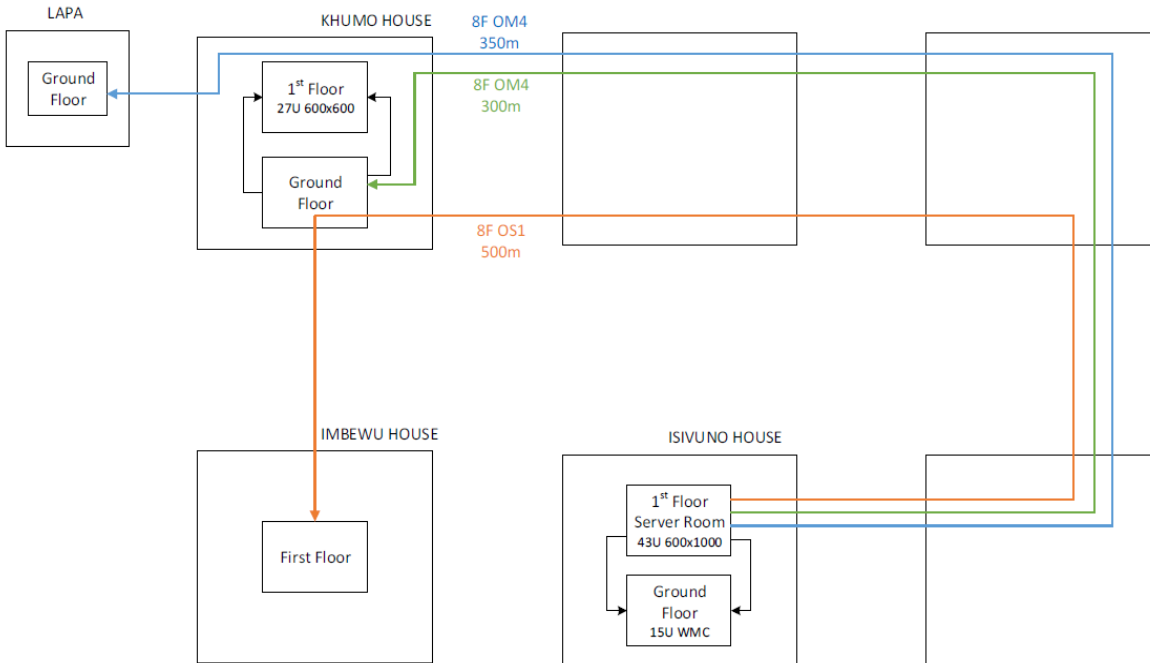 LAPA
Ground
Floor
KHUMO HOUSE
1st Floor
27U 600x600
Ground
Floor
8F OM4
350m
8F OM4
300m
8F OS1
500m
IMBEWU HOUSE
First Floor
ISIVUNO HOUSE
1st Floor
Server Room
43U 600x1000
Ground
Floor
15U WMC